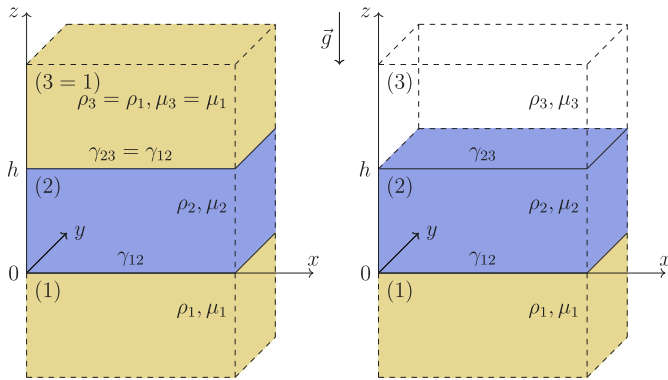 z
(3 = 1)
ρ₃ = ρ₁, μ₃ = μ₁
γ₂₃ = γ₁₂
h
(2)
ρ₂, μ₂
y
γ₁₂
0
x
(1)
ρ₁, μ₁
g⃗
z
(3)
ρ₃, μ₃
γ₂₃
h
(2)
ρ₂, μ₂
y
γ₁₂
0
x
(1)
ρ₁, μ₁